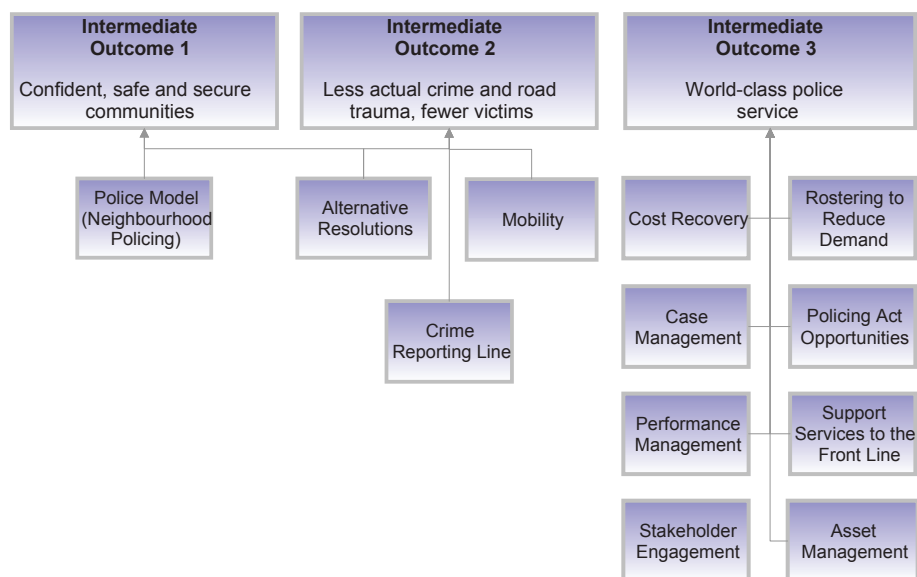 Intermediate
Outcome 1
Confident, safe and secure
communities
Intermediate
Outcome 2
Less actual crime and road
trauma, fewer victims
Intermediate
Outcome 3
World-class police
service
Police Model
(Neighbourhood
Policing)
Alternative
Resolutions
Mobility
Crime
Reporting Line
Cost Recovery
Rostering to
Reduce
Demand
Case
Management
Policing Act
Opportunities
Performance
Management
Support
Services to the
Front Line
Stakeholder
Engagement
Asset
Management